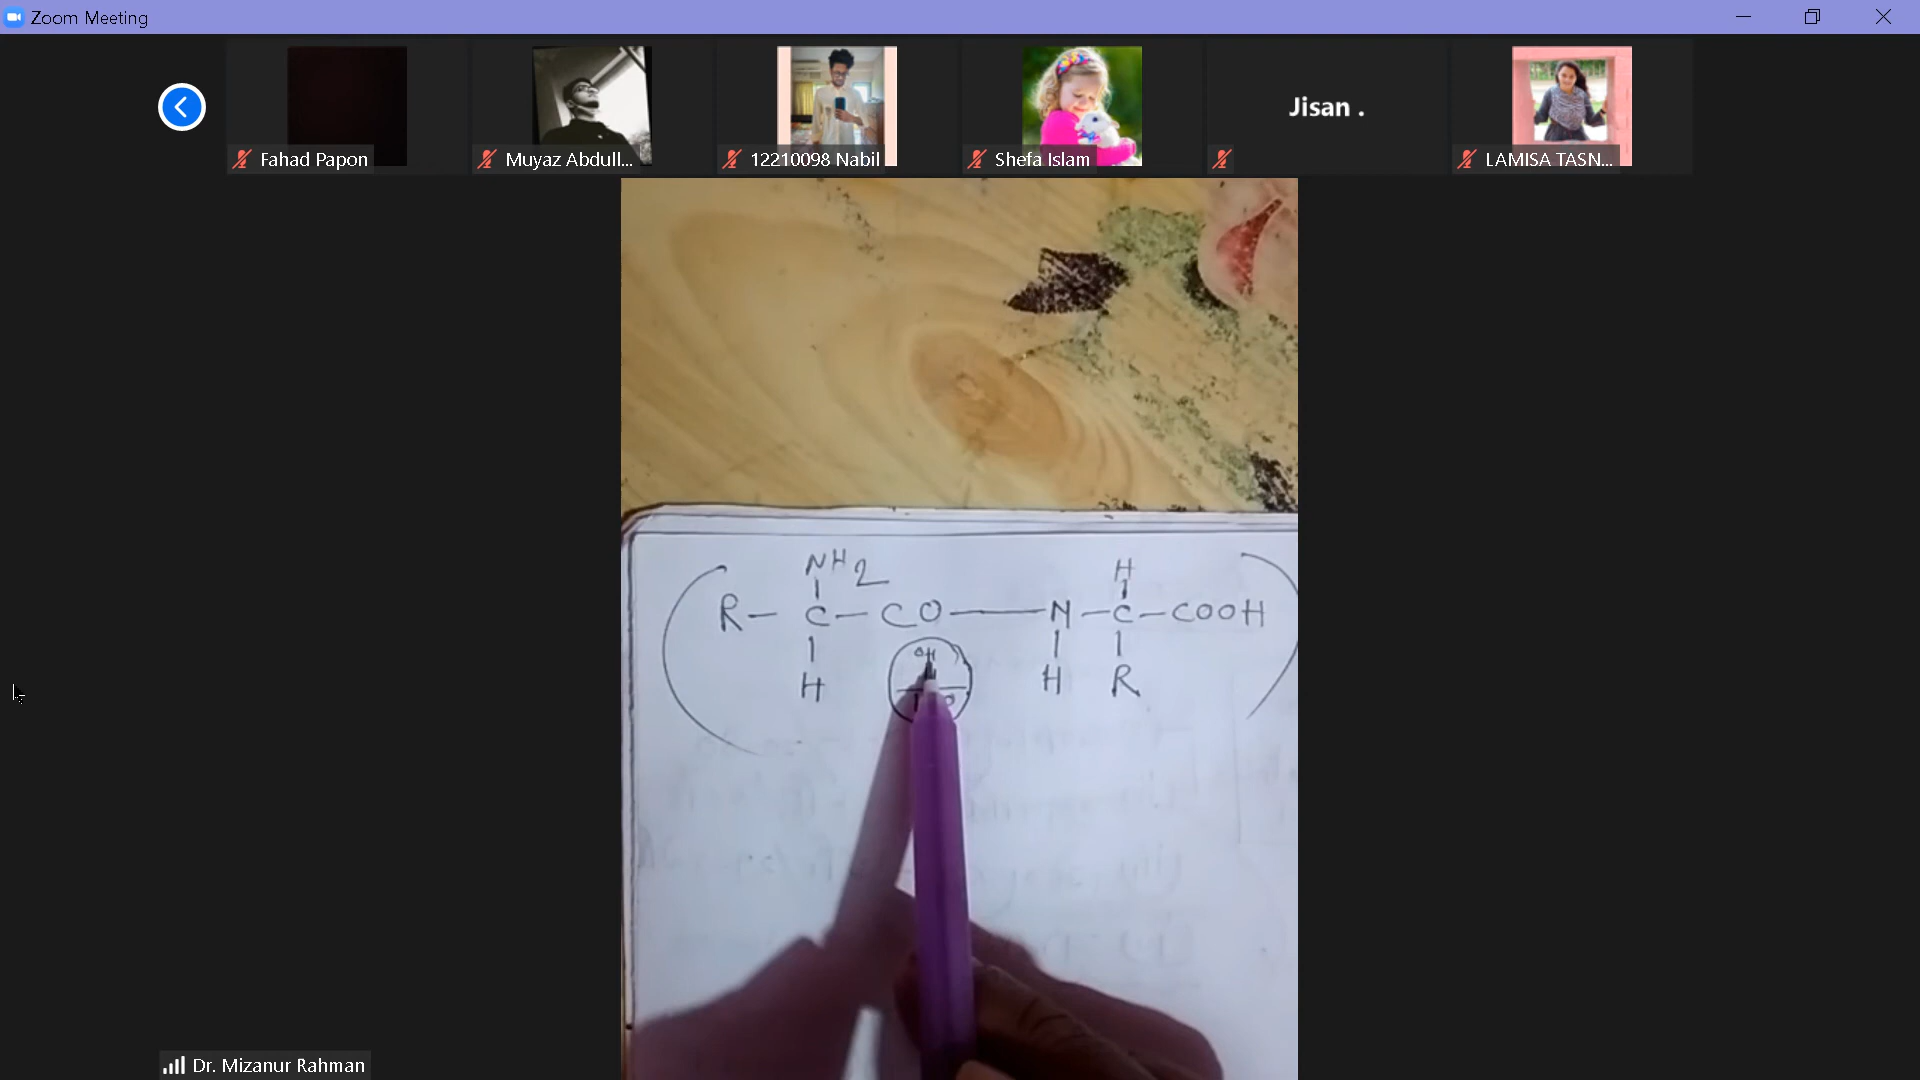 Zoom Meeting
Fahad Papon
Muyaz Abdull...
12210098 Nabil
Shefa Islam
Jisan .
LAMISA TASN...
NH2 H
R - C - CO — N - C - COOH
OH
H H R
Dr. Mizanur Rahman